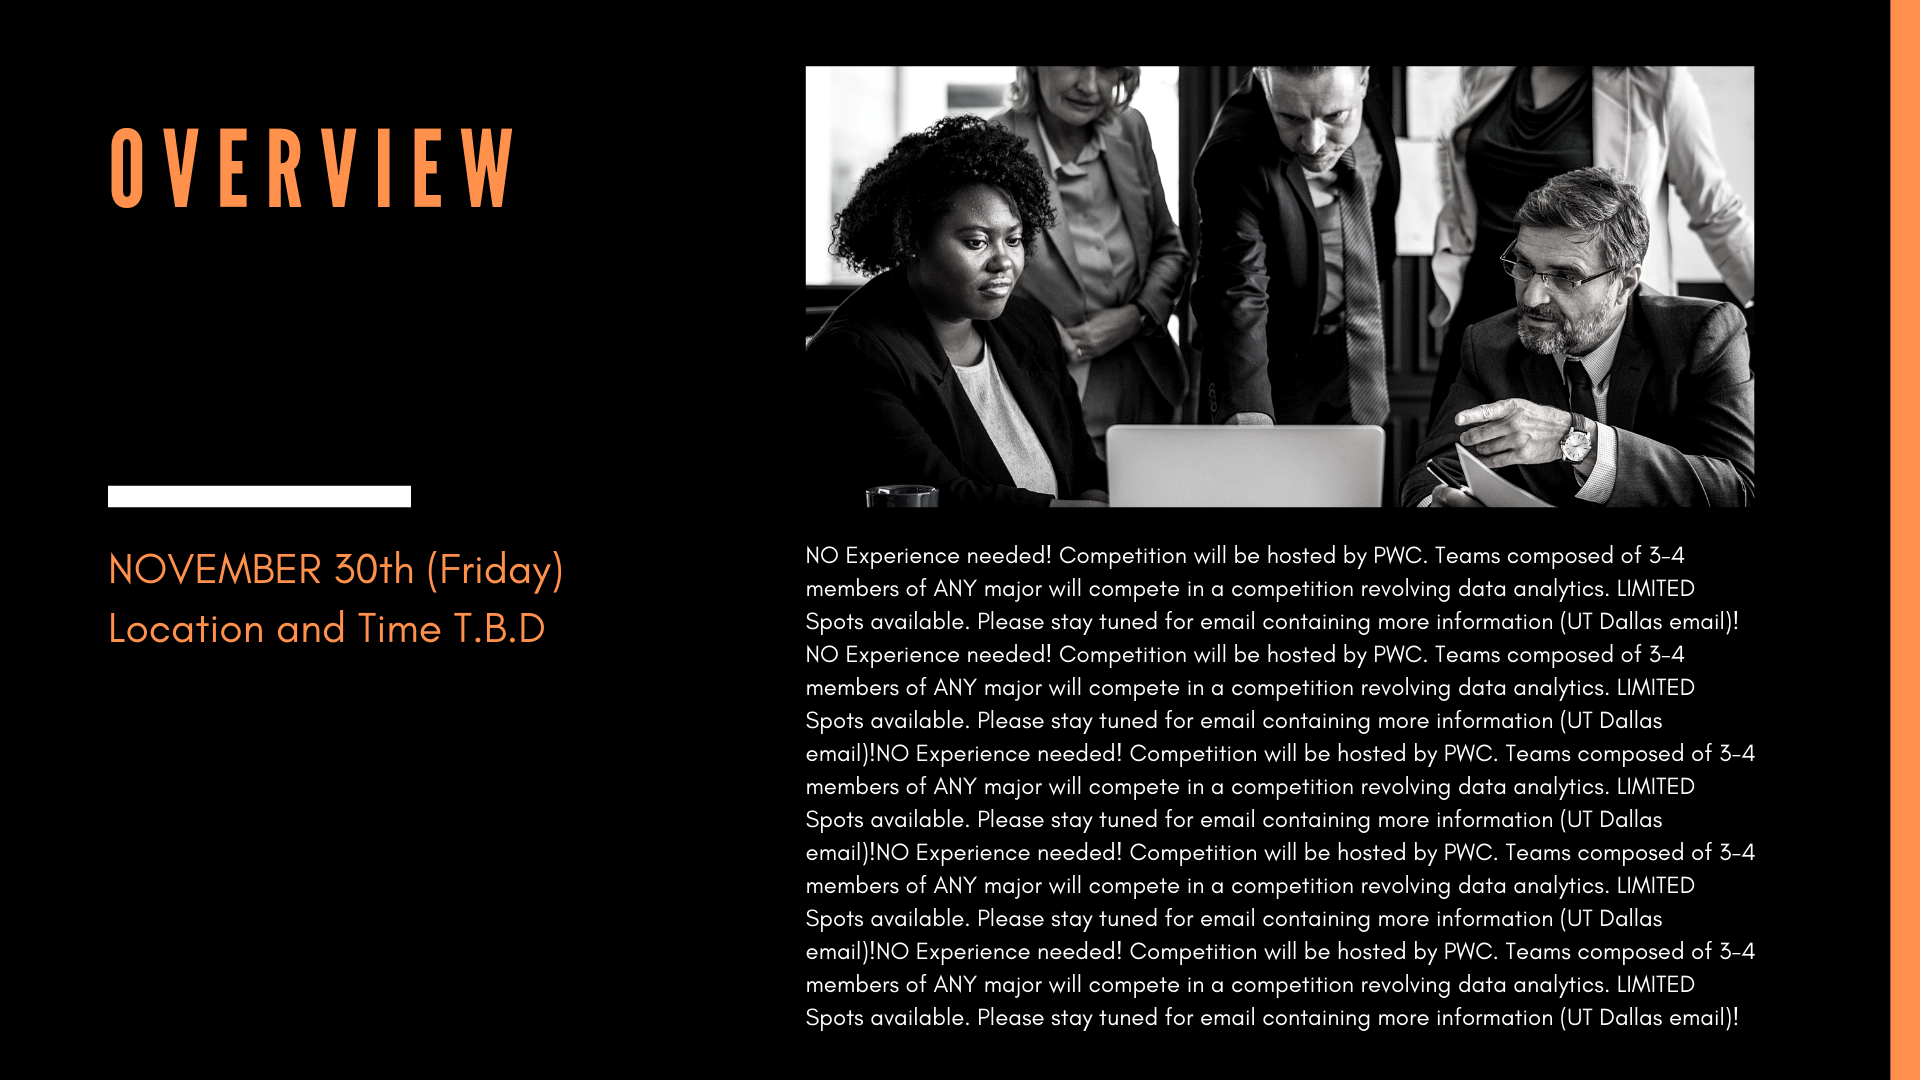 OVERVIEW
NOVEMBER 30th (Friday)
Location and Time T.B.D
NO Experience needed! Competition will be hosted by PWC. Teams composed of 3-4
members of ANY major will compete in a competition revolving data analytics. LIMITED
Spots available. Please stay tuned for email containing more information (UT Dallas email)!
NO Experience needed! Competition will be hosted by PWC. Teams composed of 3-4
members of ANY major will compete in a competition revolving data analytics. LIMITED
Spots available. Please stay tuned for email containing more information (UT Dallas
email)!NO Experience needed! Competition will be hosted by PWC. Teams composed of 3-4
members of ANY major will compete in a competition revolving data analytics. LIMITED
Spots available. Please stay tuned for email containing more information (UT Dallas
email)!NO Experience needed! Competition will be hosted by PWC. Teams composed of 3-4
members of ANY major will compete in a competition revolving data analytics. LIMITED
Spots available. Please stay tuned for email containing more information (UT Dallas
email)!NO Experience needed! Competition will be hosted by PWC. Teams composed of 3-4
members of ANY major will compete in a competition revolving data analytics. LIMITED
Spots available. Please stay tuned for email containing more information (UT Dallas email)!